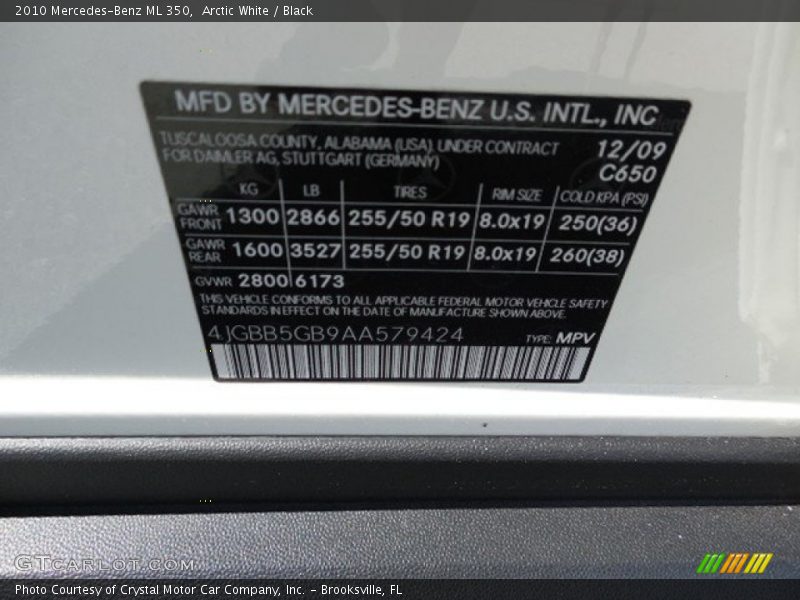 2010 Mercedes-Benz ML 350, Arctic White / Black
MFD BY MERCEDES-BENZ U.S. INTL., INC
TUSCALOOSA COUNTY, ALABAMA (USA) UNDER CONTRACT
FOR DAIMLER AG, STUTTGART (GERMANY)
12/09
C650
KG LB TIRES RIM SIZE COLD KPA (PSI)
GAWR FRONT 1300 2866 255/50 R19 8.0x19 250(36)
GAWR REAR 1600 3527 255/50 R19 8.0x19 260(38)
GVWR 2800 6173
THIS VEHICLE CONFORMS TO ALL APPLICABLE FEDERAL MOTOR VEHICLE SAFETY
STANDARDS IN EFFECT ON THE DATE OF MANUFACTURE SHOWN ABOVE.
4JGBB5GB9AA579424 TYPE: MPV
GTCARLOT.COM
Photo Courtesy of Crystal Motor Car Company, Inc. - Brooksville, FL